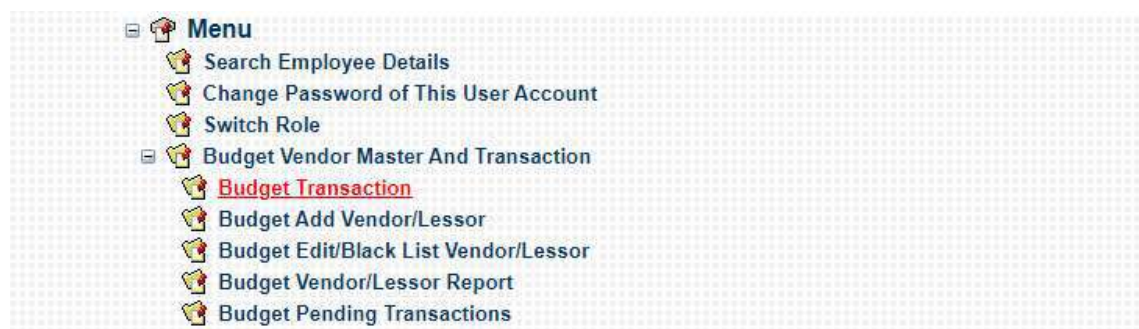 Menu
Search Employee Details
Change Password of This User Account
Switch Role
Budget Vendor Master And Transaction
Budget Transaction
Budget Add Vendor/Lessor
Budget Edit/Black List Vendor/Lessor
Budget Vendor/Lessor Report
Budget Pending Transactions